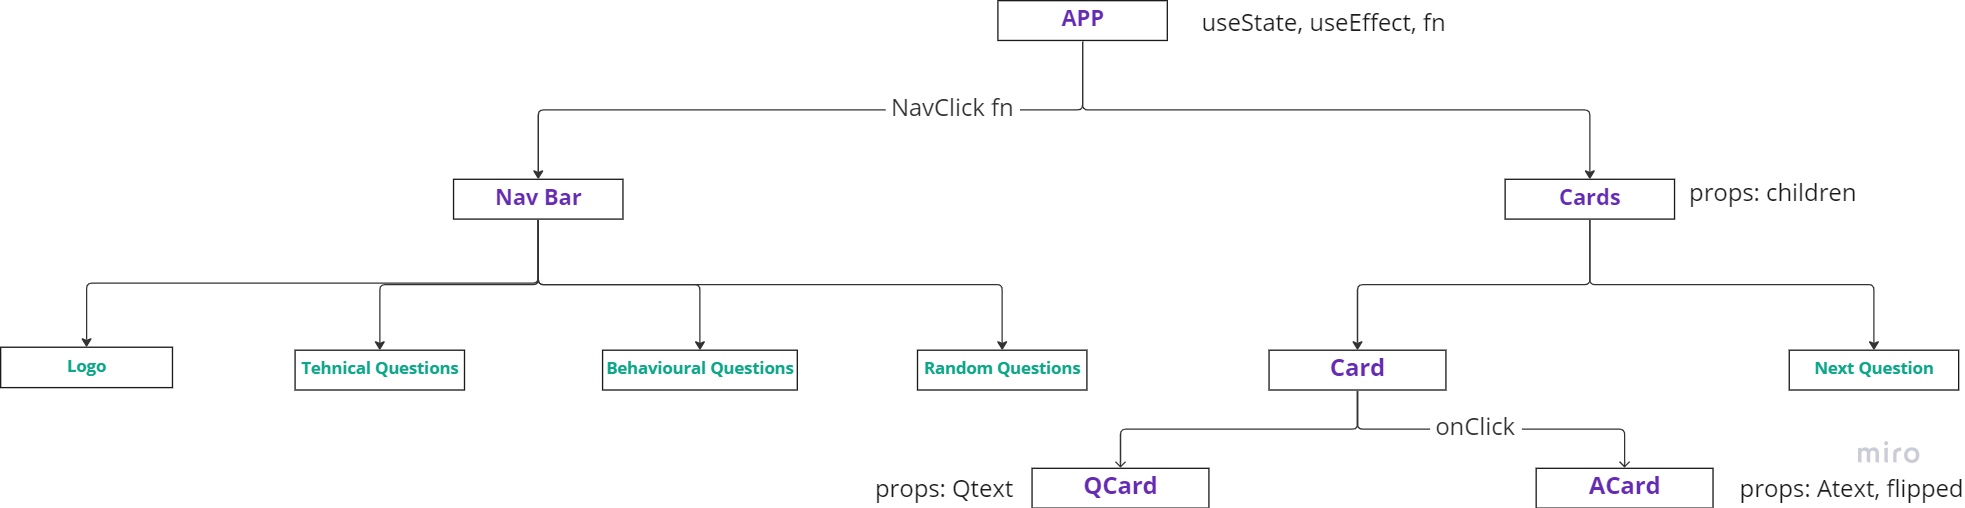 APP
useState, useEffect, fn
NavClick fn
Nav Bar
Cards
props: children
Logo
Tehnical Questions
Behavioural Questions
Random Questions
Card
Next Question
onClick
miro
props: Qtext
QCard
ACard
props: Atext, flipped